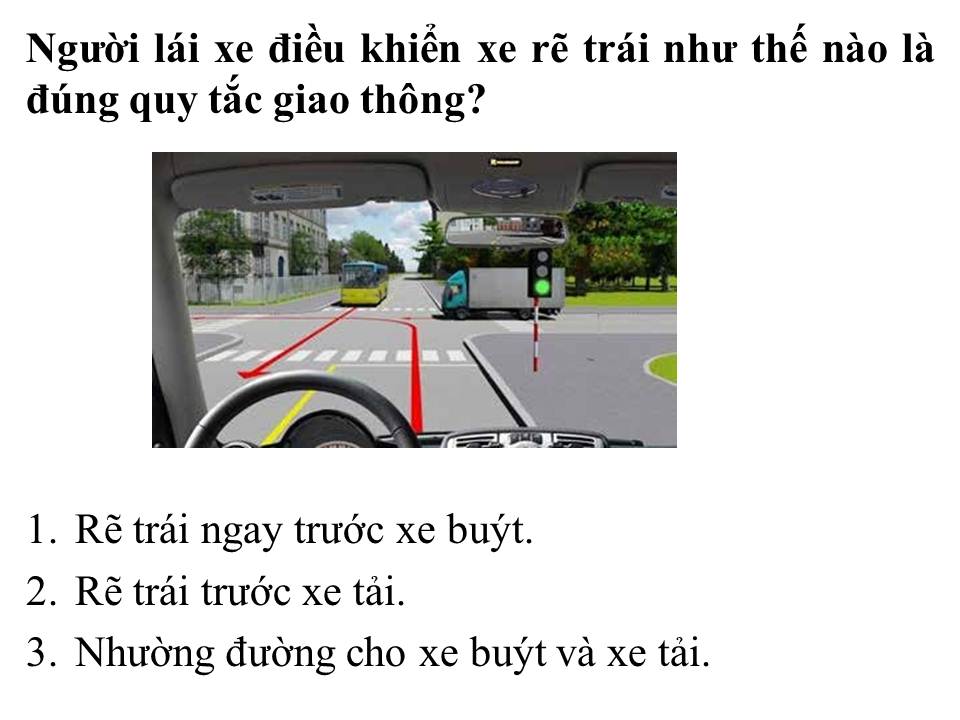 Người lái xe điều khiển xe rẽ trái như thế nào là
đúng quy tắc giao thông?
1. Rẽ trái ngay trước xe buýt.
2. Rẽ trái trước xe tải.
3. Nhường đường cho xe buýt và xe tải.